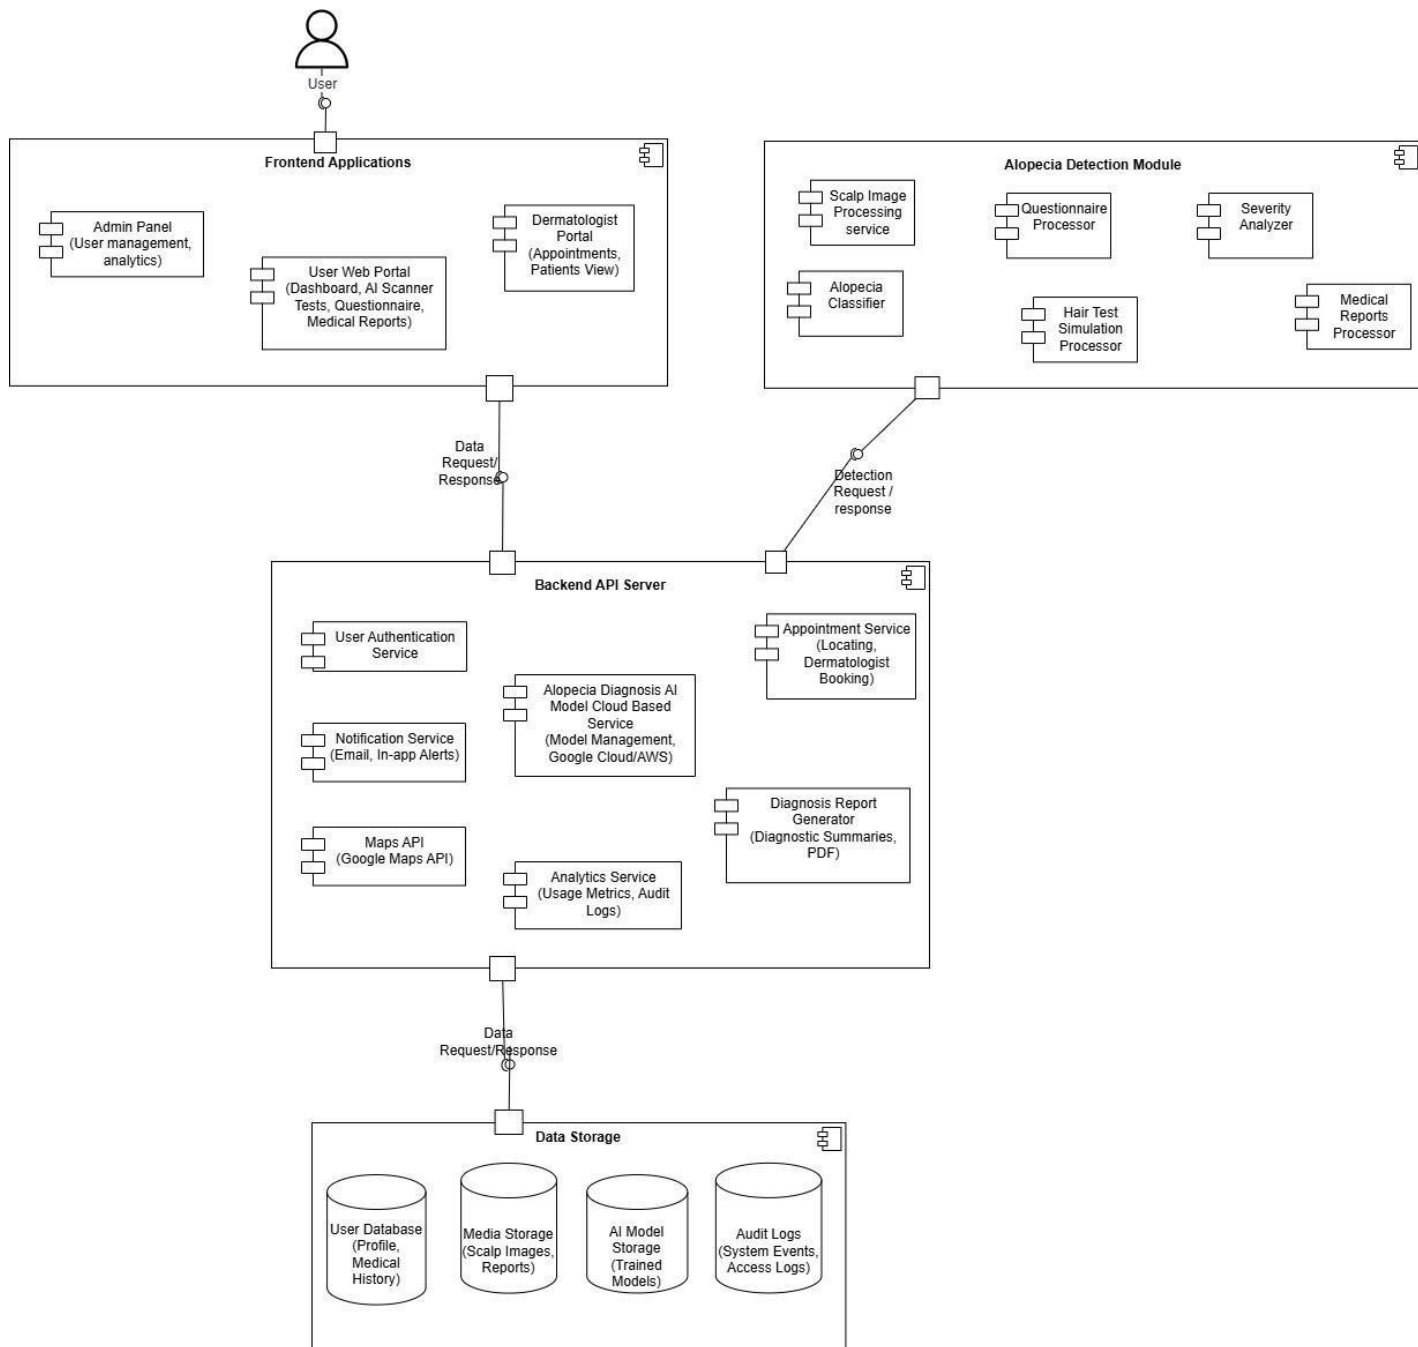 User
Frontend Applications
Admin Panel
(User management,
analytics)
User Web Portal
(Dashboard, AI Scanner
Tests, Questionnaire,
Medical Reports)
Dermatologist
Portal
(Appointments,
Patients View)
Alopecia Detection Module
Scalp Image
Processing
service
Questionnaire
Processor
Severity
Analyzer
Alopecia
Classifier
Hair Test
Simulation
Processor
Medical
Reports
Processor
Data
Request/
Response
Detection
Request /
response
Backend API Server
User Authentication
Service
Alopecia Diagnosis AI
Model Cloud Based
Service
(Model Management,
Google Cloud/AWS)
Appointment Service
(Locating,
Dermatologist
Booking)
Notification Service
(Email, In-app Alerts)
Diagnosis Report
Generator
(Diagnostic Summaries,
PDF)
Maps API
(Google Maps API)
Analytics Service
(Usage Metrics, Audit
Logs)
Data
Request/Response
Data Storage
User Database
(Profile,
Medical
History)
Media Storage
(Scalp Images,
Reports)
AI Model
Storage
(Trained
Models)
Audit Logs
(System Events,
Access Logs)